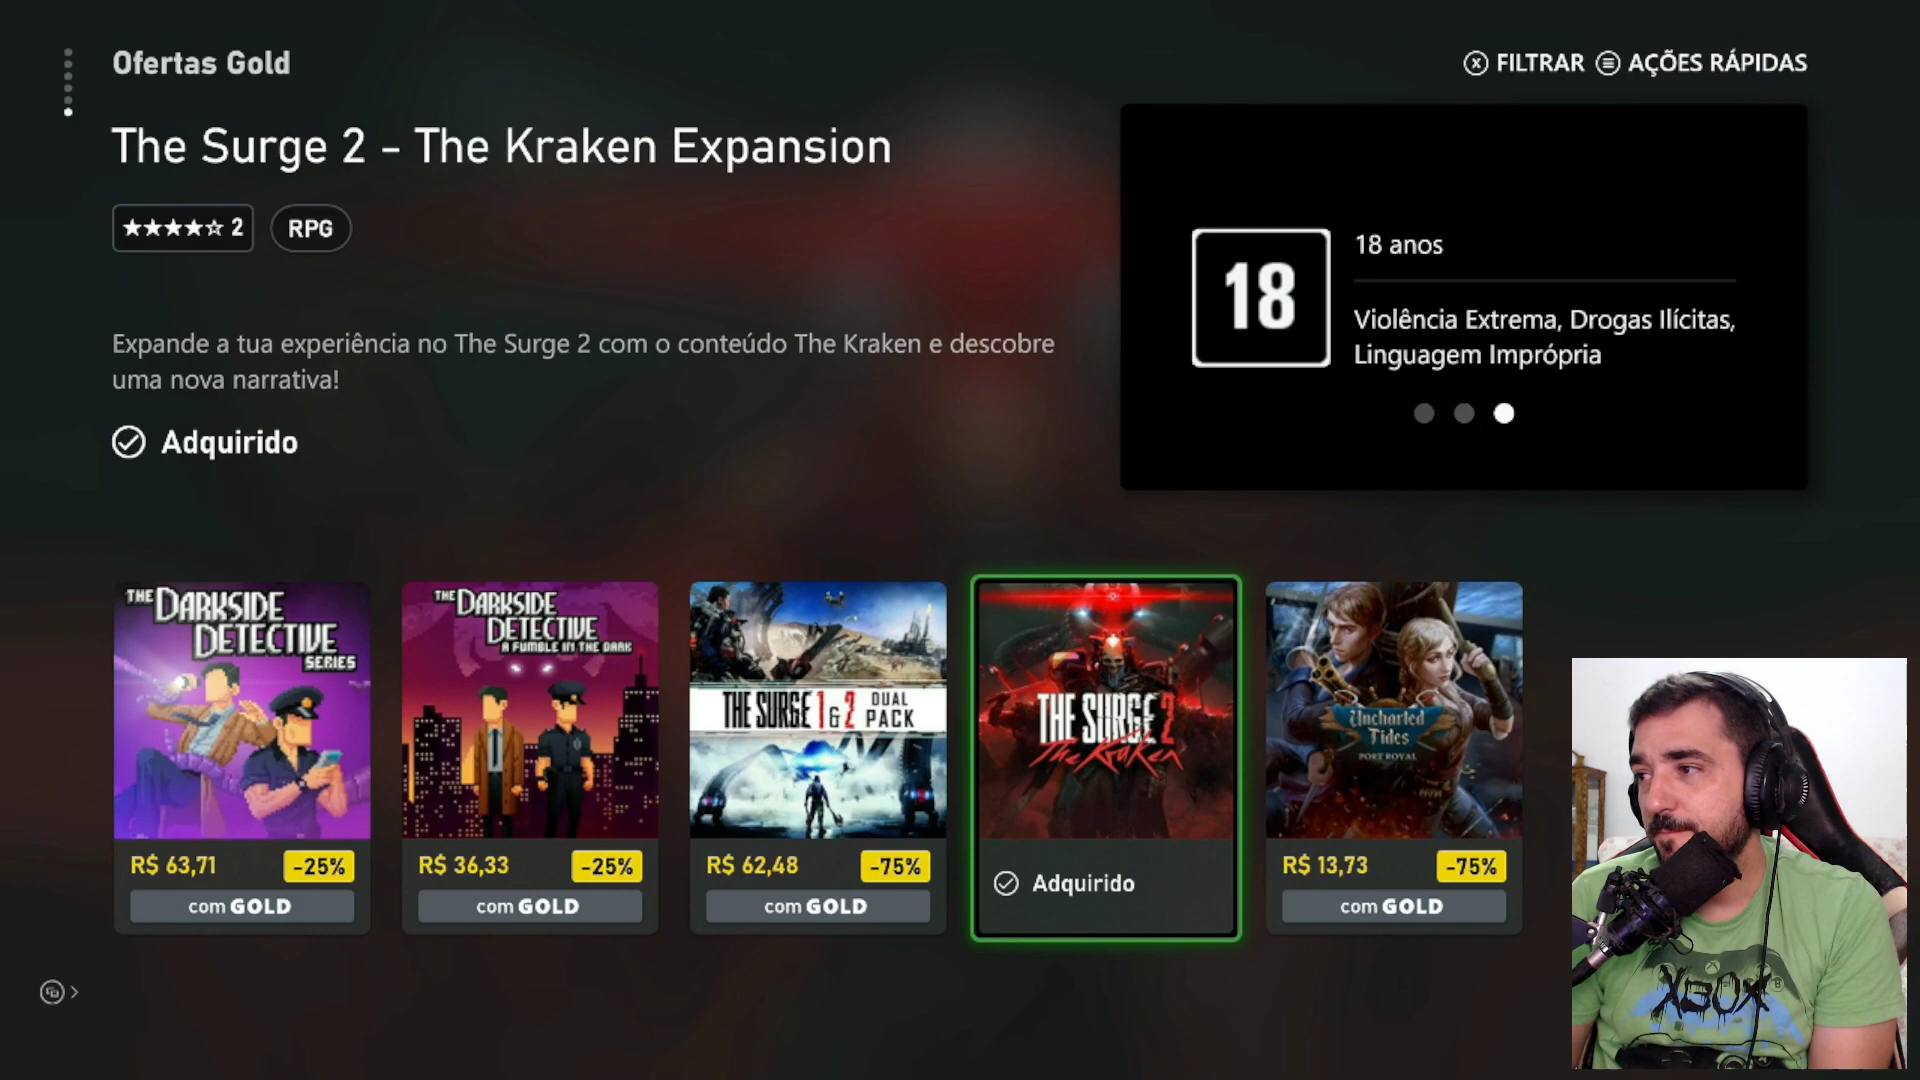 Ofertas Gold
FILTRAR AÇÕES RÁPIDAS
The Surge 2 - The Kraken Expansion
★★★★☆ 2
RPG
Expande a tua experiência no The Surge 2 com o conteúdo The Kraken e descobre
uma nova narrativa!
Adquirido
18
18 anos
Violência Extrema, Drogas Ilícitas,
Linguagem Imprópria
THE DARKSIDE
DETECTIVE
SERIES
R$ 63,71
-25%
com GOLD
THE DARKSIDE
DETECTIVE
A FUMBLE IN THE DARK
R$ 36,33
-25%
com GOLD
THE SURGE 1 & 2 DUAL
PACK
R$ 62,48
-75%
com GOLD
THE SURGE 2
The Kraken
Adquirido
Uncharted
Tides
PORT ROYAL
R$ 13,73
-75%
com GOLD
XBOX